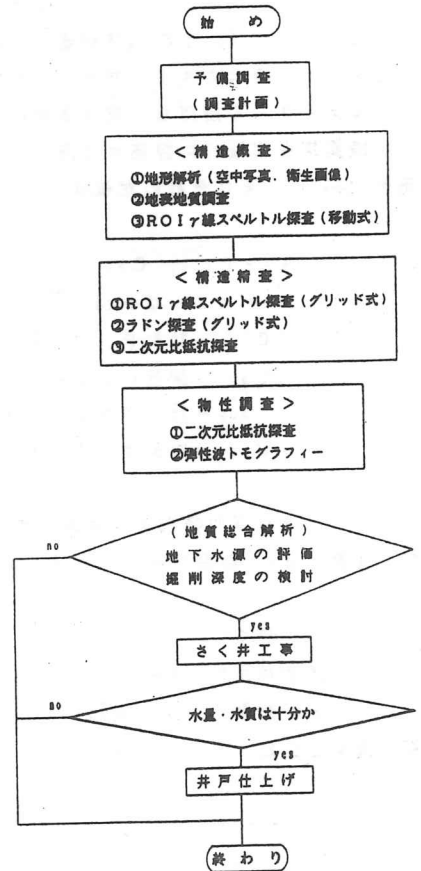 始め
予備調査
(調査計画)
<構造概査>
①地形解析(空中写真．衛生画像)
②地表地質調査
③ROIγ線スペルトル探査(移動式)
<構造精査>
①ROIγ線スペルトル探査(グリッド式)
②ラドン探査(グリッド式)
③二次元比抵抗探査
<物性調査>
①二次元比抵抗探査
②弾性波トモグラフィー
(地質総合解析)
no
地下水源の評価
掘削深度の検討
yes
さく井工事
no
水量・水質は十分か
yes
井戸仕上げ
終わり